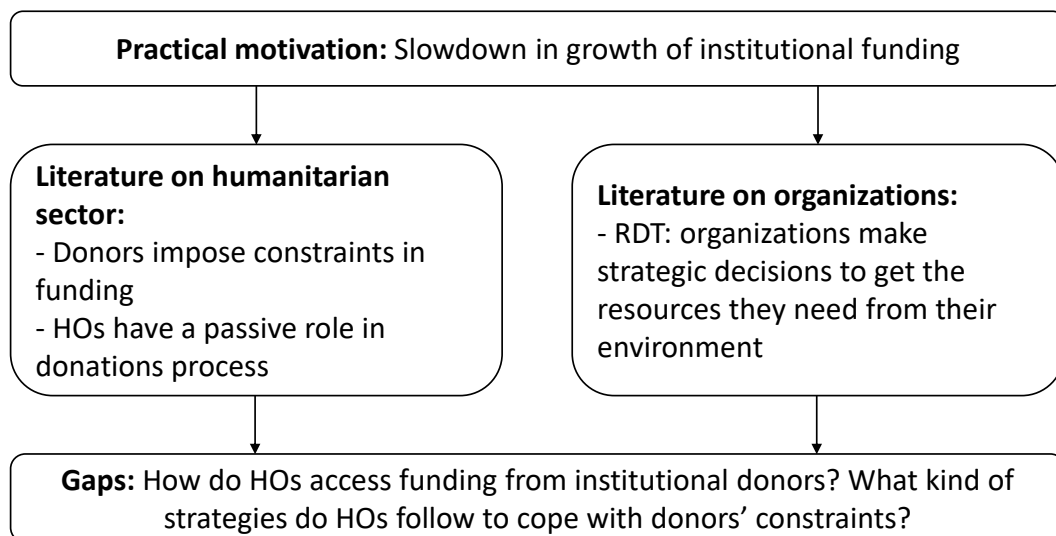 Practical motivation: Slowdown in growth of institutional funding
Literature on humanitarian
sector:
- Donors impose constraints in
funding
- HOs have a passive role in
donations process
Literature on organizations:
- RDT: organizations make
strategic decisions to get the
resources they need from their
environment
Gaps: How do HOs access funding from institutional donors? What kind of
strategies do HOs follow to cope with donors’ constraints?